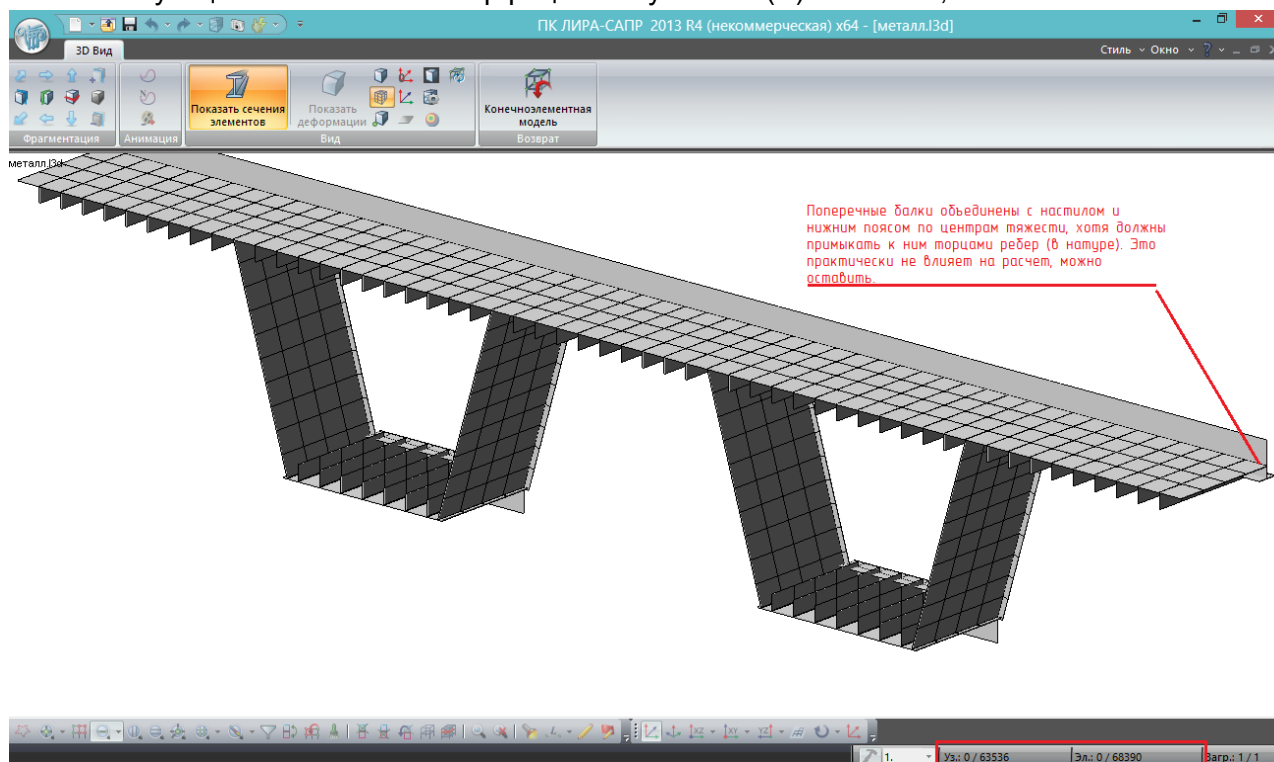 ПК ЛИРА-САПР 2013 R4 (некоммерческая) x64 - [металл.l3d]
3D Вид
Стиль
Окно
Показать сечения
элементов
Показать
деформации
Конечноэлементная
модель
Фрагментация
Анимация
Вид
Возврат
металл.l3d
Поперечные балки объединены с настилом и
нижним поясом по центрам тяжести, хотя должны
примыкать к ним торцами ребер (в натуре). Это
практически не влияет на расчет, можно
оставить.
1.
Уз.: 0 / 63536
Эл.: 0 / 68390
Загр.: 1 / 1